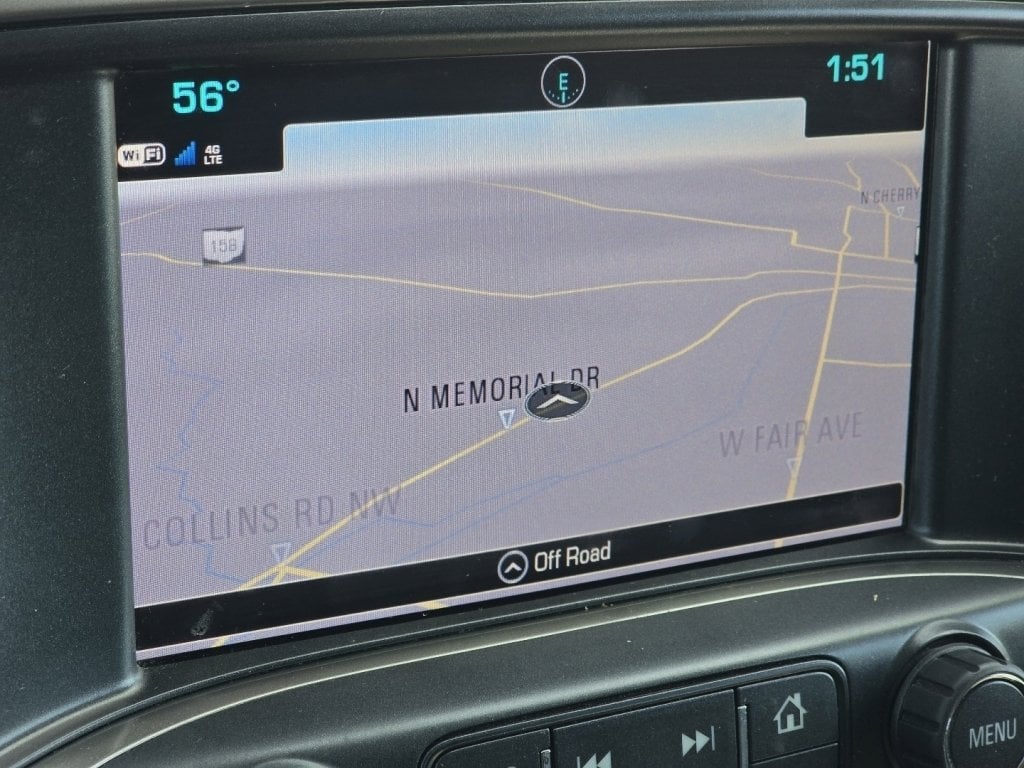 56°
E
1:51
WiFi
4G
LTE
N CHERRY
158
N MEMORIAL DR
W FAIR AVE
COLLINS RD NW
Off Road
MENU